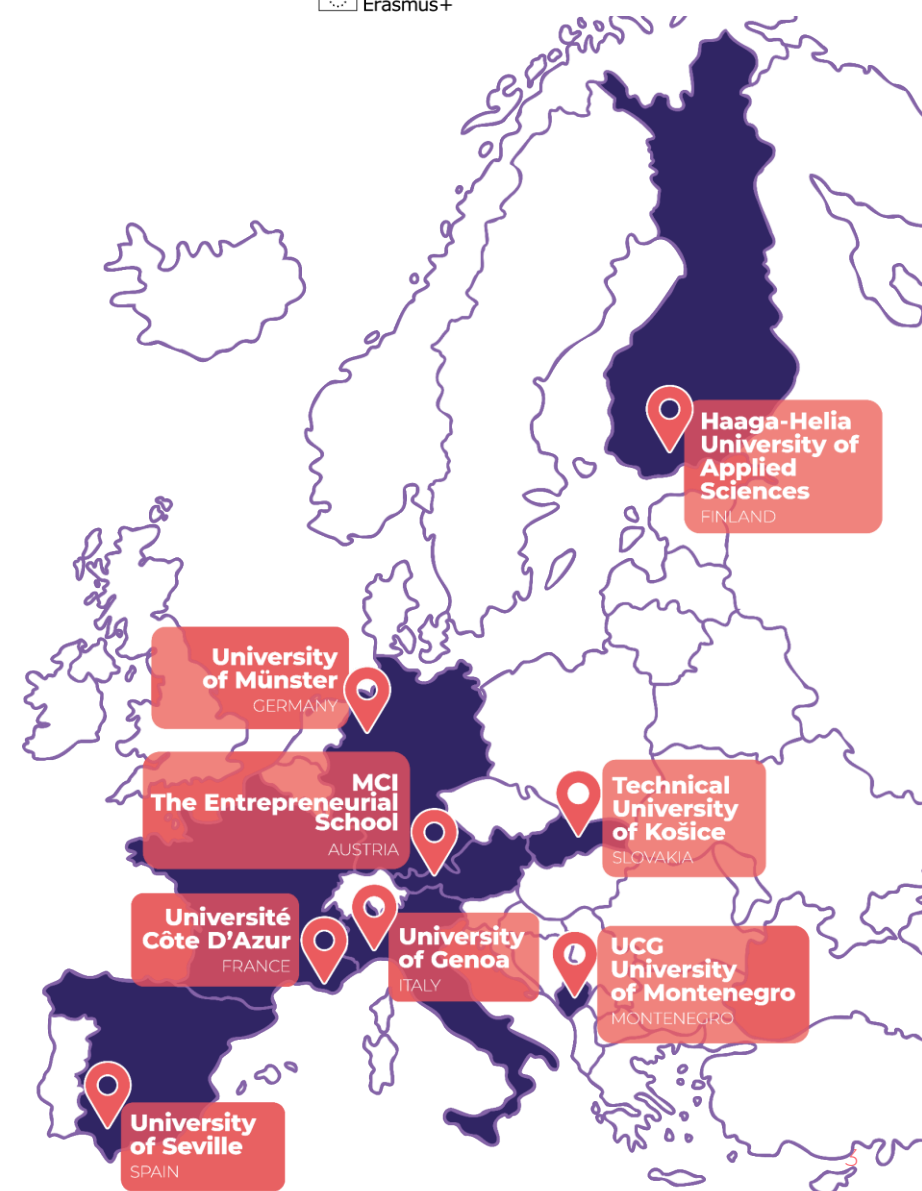 Erasmus+
Haaga-Helia
University of
Applied
Sciences
FINLAND
University
of Münster
GERMANY
MCI
The Entrepreneurial
School
AUSTRIA
Technical
University
of Košice
SLOVAKIA
Université
Côte D'Azur
FRANCE
University
of Genoa
ITALY
UCG
University
of Montenegro
MONTENEGRO
University
of Seville
SPAIN
5